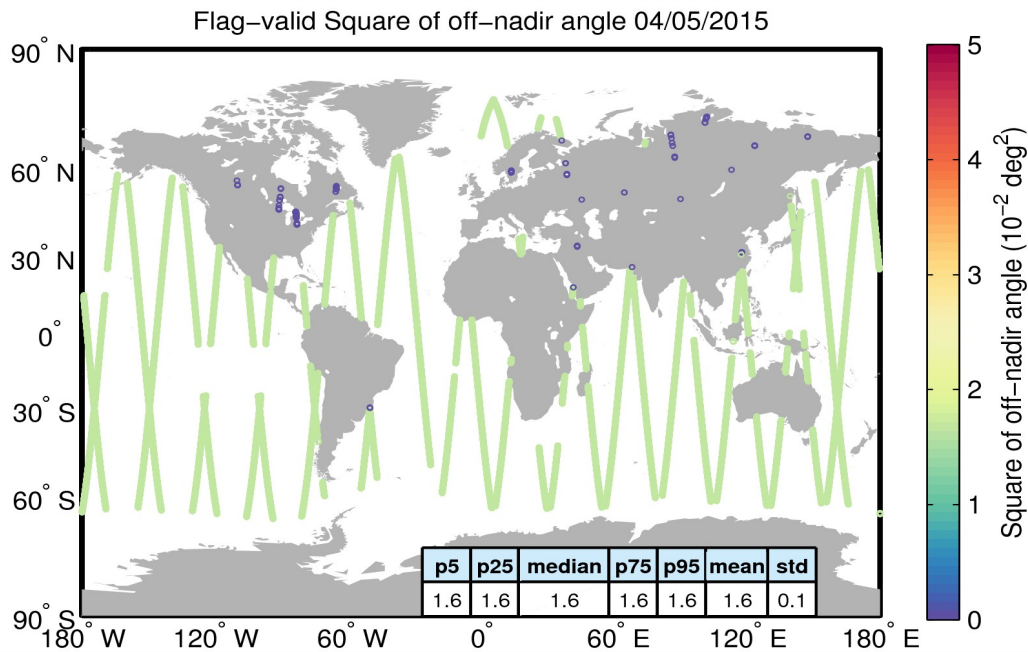 Flag−valid Square of off−nadir angle 04/05/2015
90° N
60° N
30° N
0°
30° S
60° S
90° S
180° W
120° W
60° W
0°
60° E
120° E
180° E
p5 p25 median p75 p95 mean std
1.6 1.6 1.6 1.6 1.6 1.6 0.1
5
4
3
2
1
0
Square of off−nadir angle (10⁻² deg²)